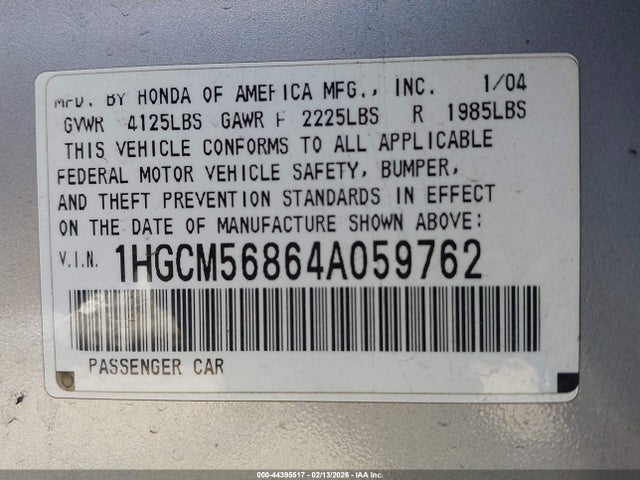 MFD. BY HONDA OF AMERICA MFG., INC. 1/04
GVWR 4125LBS GAWR F 2225LBS R 1985LBS
THIS VEHICLE CONFORMS TO ALL APPLICABLE
FEDERAL MOTOR VEHICLE SAFETY, BUMPER,
AND THEFT PREVENTION STANDARDS IN EFFECT
ON THE DATE OF MANUFACTURE SHOWN ABOVE:
V.I.N. 1HGCM56864A059762
PASSENGER CAR
000-44395517 - 02/13/2026 - IAA Inc.